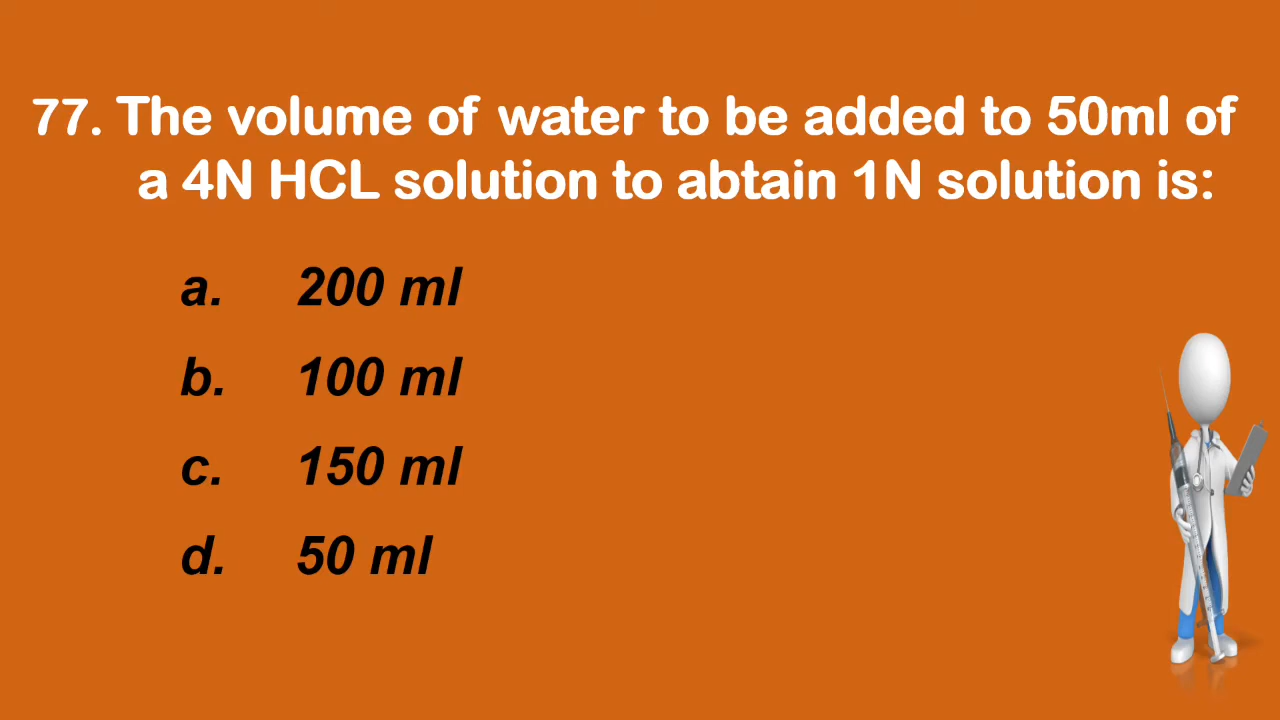 77. The volume of water to be added to 50ml of
a 4N HCL solution to abtain 1N solution is:
a. 200 ml
b. 100 ml
c. 150 ml
d. 50 ml